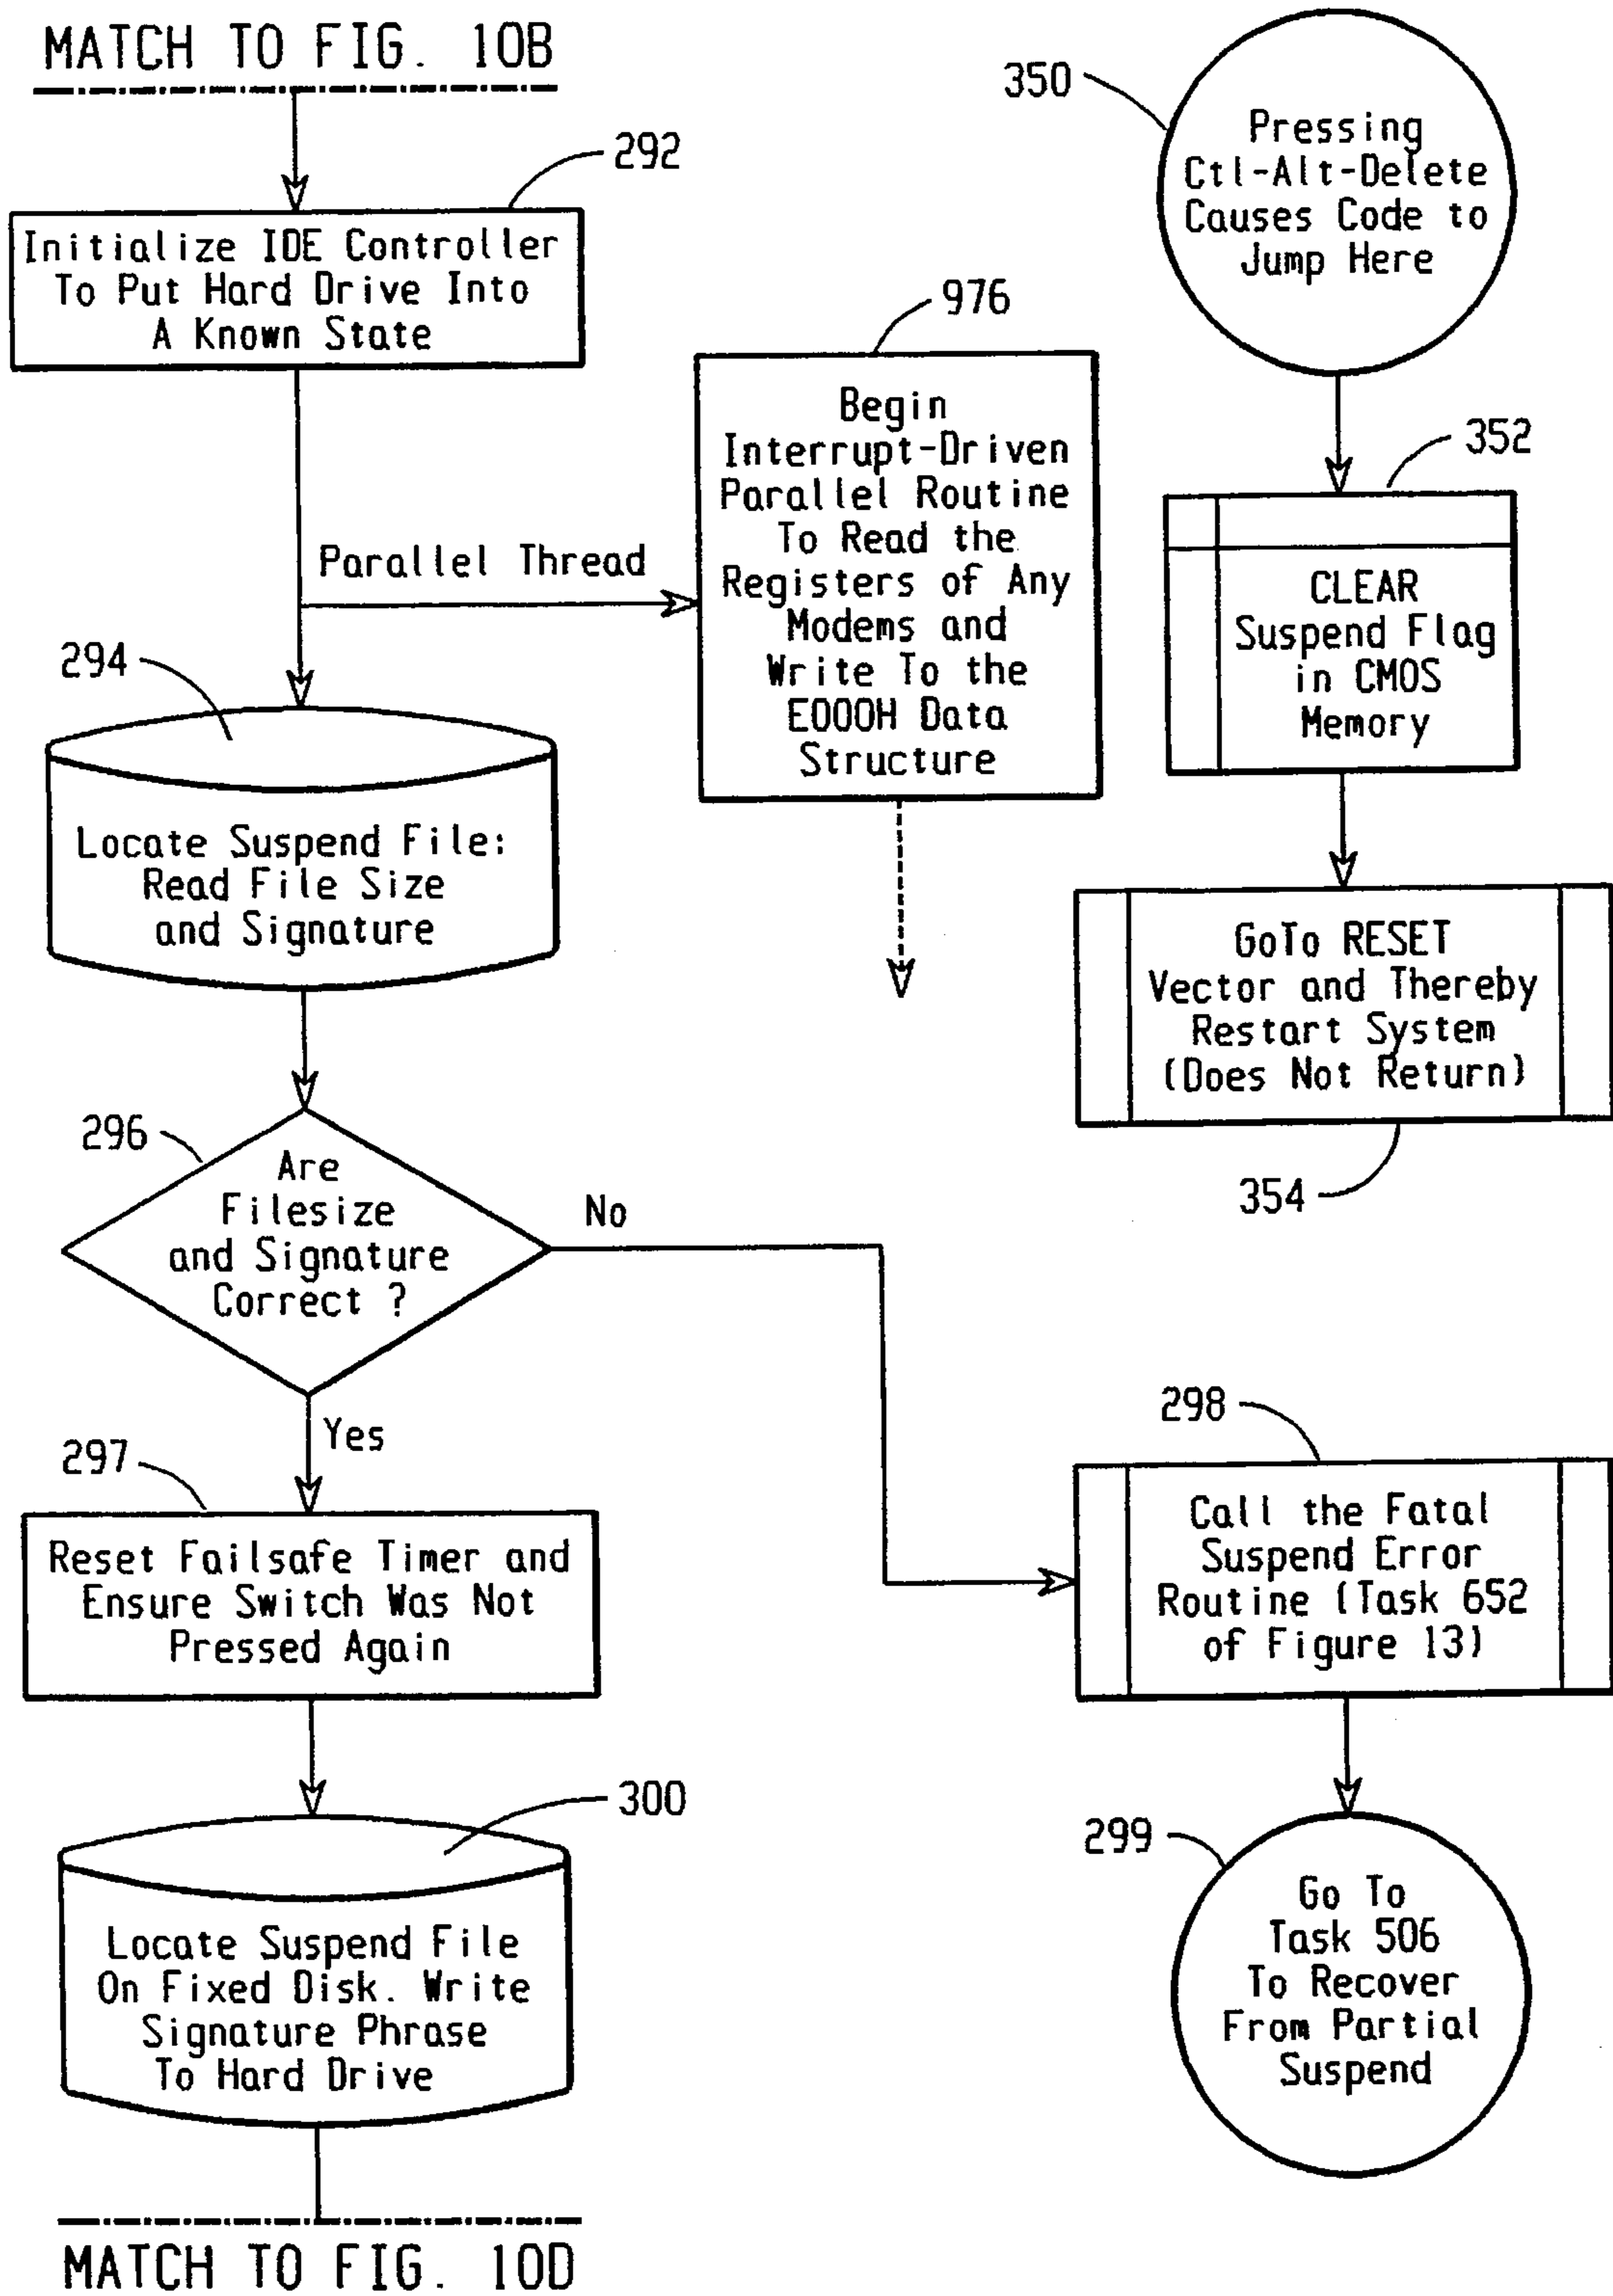 MATCH TO FIG. 10B
292
Initialize IDE Controller
To Put Hard Drive Into
A Known State
Parallel Thread
976
Begin
Interrupt-Driven
Parallel Routine
To Read the
Registers of Any
Modems and
Write To the
E000H Data
Structure
294
Locate Suspend File:
Read File Size
and Signature
296
Are
Filesize
and Signature
Correct ?
No
Yes
297
Reset Failsafe Timer and
Ensure Switch Was Not
Pressed Again
300
Locate Suspend File
On Fixed Disk. Write
Signature Phrase
To Hard Drive
MATCH TO FIG. 10D
350
Pressing
Ctl-Alt-Delete
Causes Code to
Jump Here
352
CLEAR
Suspend Flag
in CMOS
Memory
GoTo RESET
Vector and Thereby
Restart System
(Does Not Return)
354
298
Call the Fatal
Suspend Error
Routine (Task 652
of Figure 13)
299
Go To
Task 506
To Recover
From Partial
Suspend